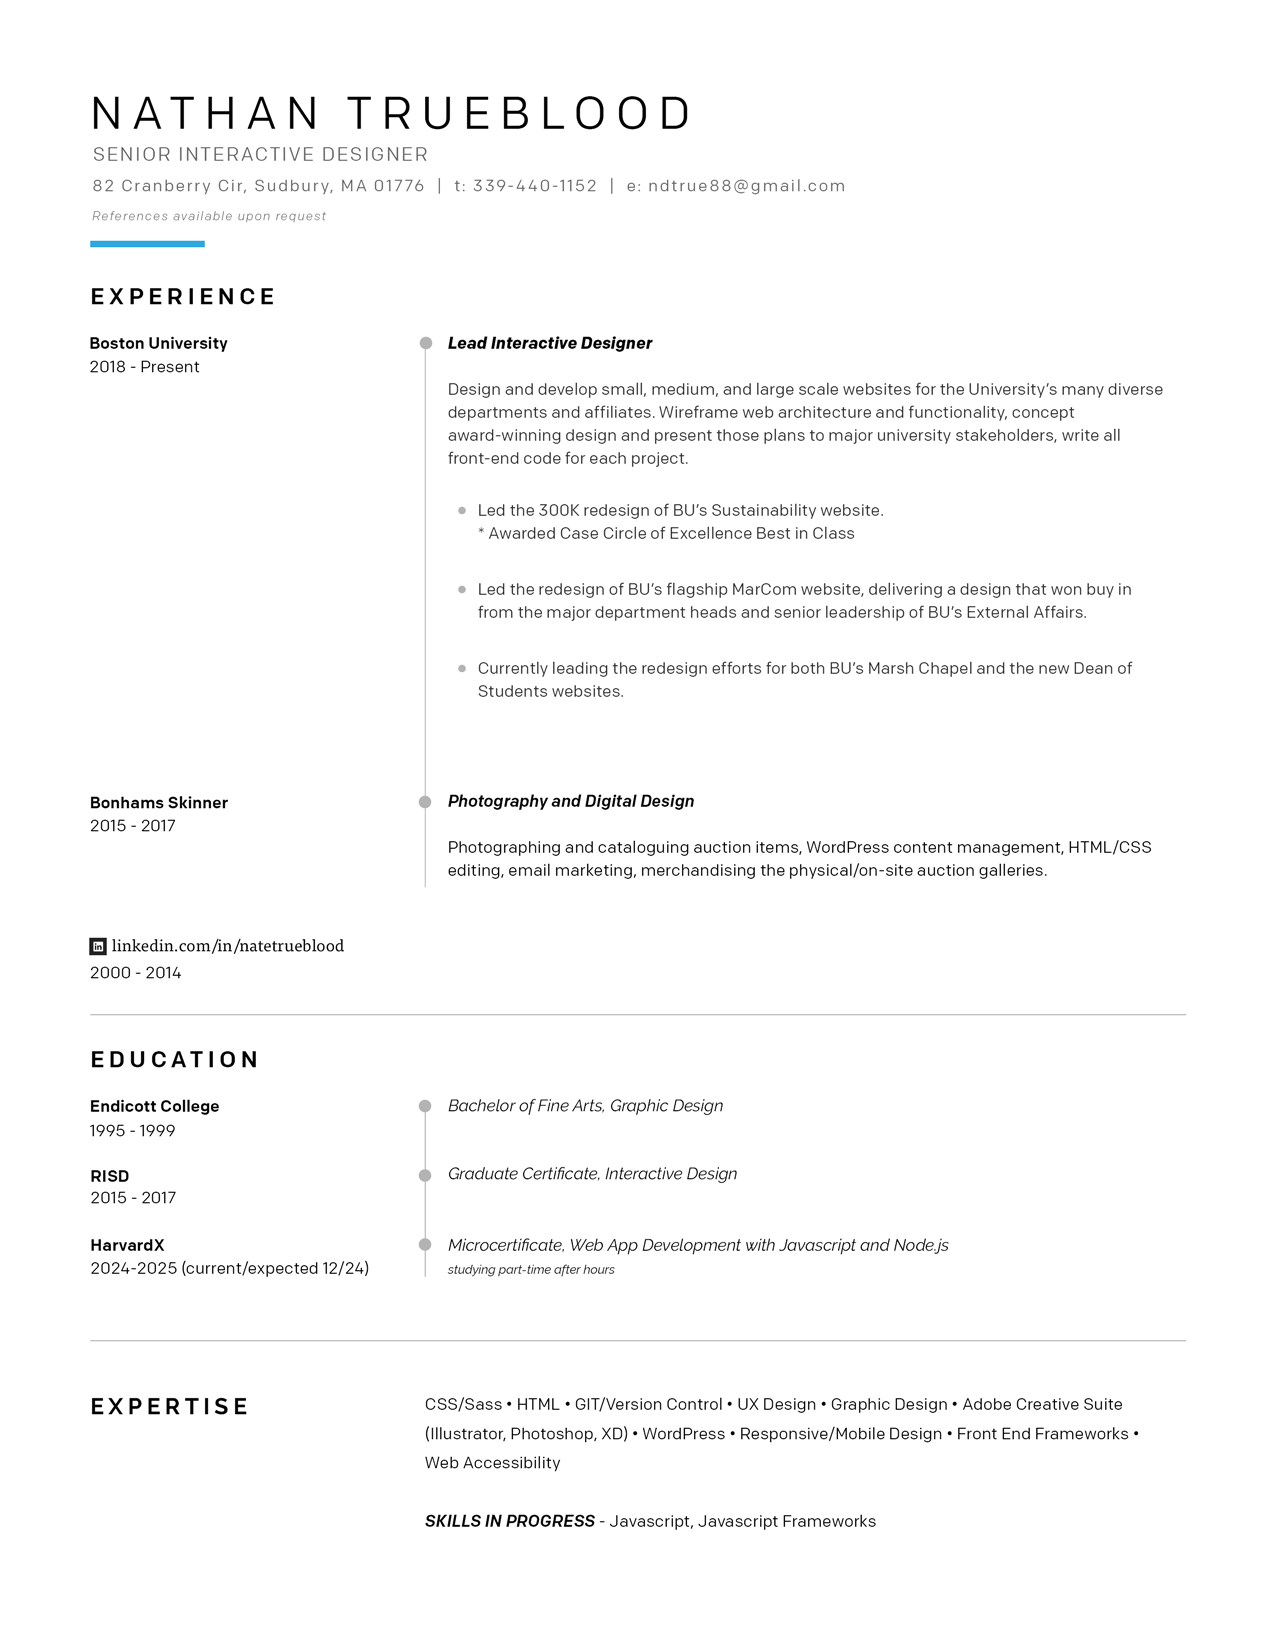 NATHAN TRUEBLOOD
SENIOR INTERACTIVE DESIGNER
82 Cranberry Cir, Sudbury, MA 01776 | t: 339-440-1152 | e: ndtrue88@gmail.com
References available upon request
EXPERIENCE
Boston University
2018 - Present
Lead Interactive Designer
Design and develop small, medium, and large scale websites for the University's many diverse
departments and affiliates. Wireframe web architecture and functionality, concept
award-winning design and present those plans to major university stakeholders, write all
front-end code for each project.
• Led the 300K redesign of BU's Sustainability website.
* Awarded Case Circle of Excellence Best in Class
• Led the redesign of BU's flagship MarCom website, delivering a design that won buy in
from the major department heads and senior leadership of BU's External Affairs.
• Currently leading the redesign efforts for both BU's Marsh Chapel and the new Dean of
Students websites.
Bonhams Skinner
2015 - 2017
Photography and Digital Design
Photographing and cataloguing auction items, WordPress content management, HTML/CSS
editing, email marketing, merchandising the physical/on-site auction galleries.
in linkedin.com/in/natetrueblood
2000 - 2014
EDUCATION
Endicott College
1995 - 1999
Bachelor of Fine Arts, Graphic Design
RISD
2015 - 2017
Graduate Certificate, Interactive Design
HarvardX
2024-2025 (current/expected 12/24)
Microcertificate, Web App Development with Javascript and Node.js
studying part-time after hours
EXPERTISE
CSS/Sass • HTML • GIT/Version Control • UX Design • Graphic Design • Adobe Creative Suite
(Illustrator, Photoshop, XD) • WordPress • Responsive/Mobile Design • Front End Frameworks •
Web Accessibility
SKILLS IN PROGRESS - Javascript, Javascript Frameworks